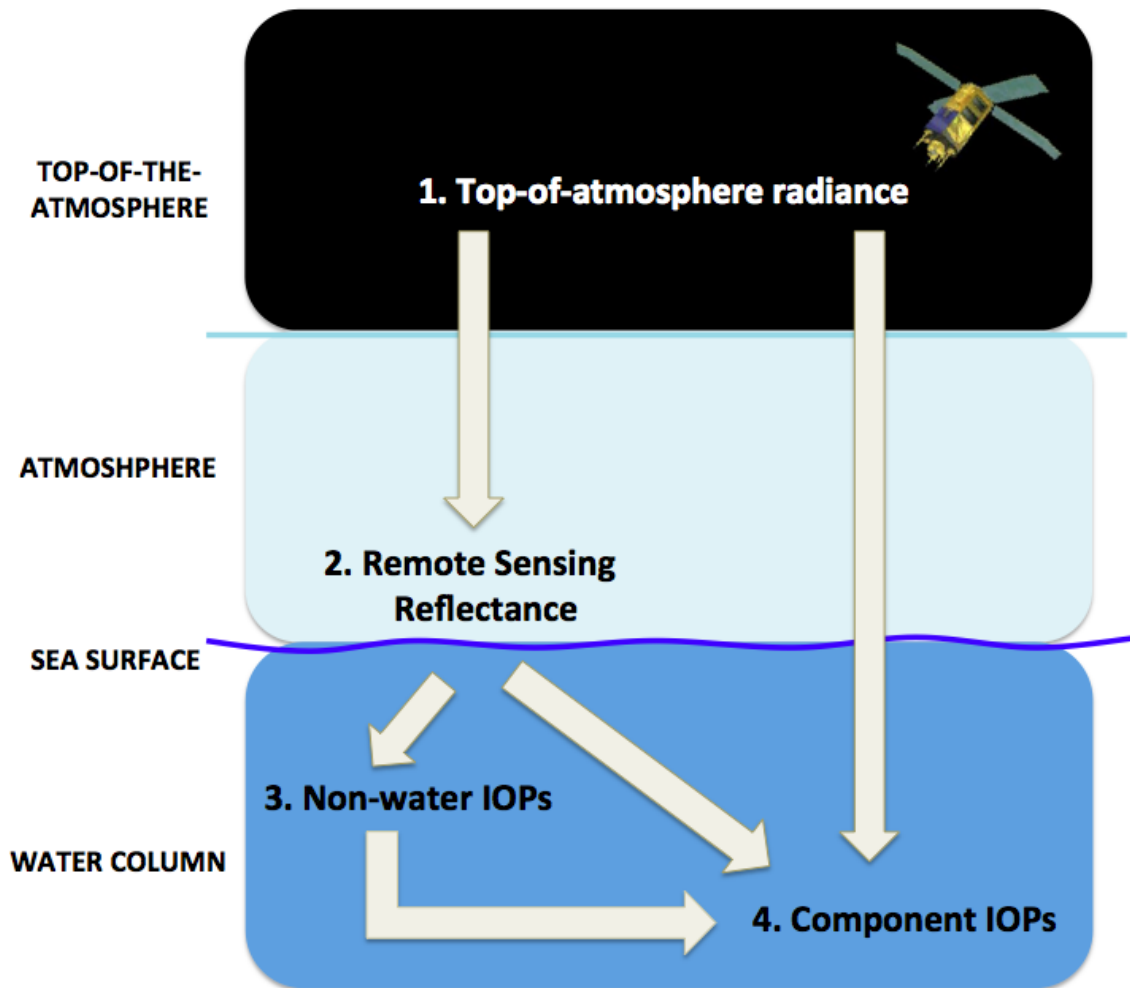 TOP-OF-THE-
ATMOSPHERE
1. Top-of-atmosphere radiance
ATMOSHPHERE
2. Remote Sensing
Reflectance
SEA SURFACE
3. Non-water IOPs
WATER COLUMN
4. Component IOPs